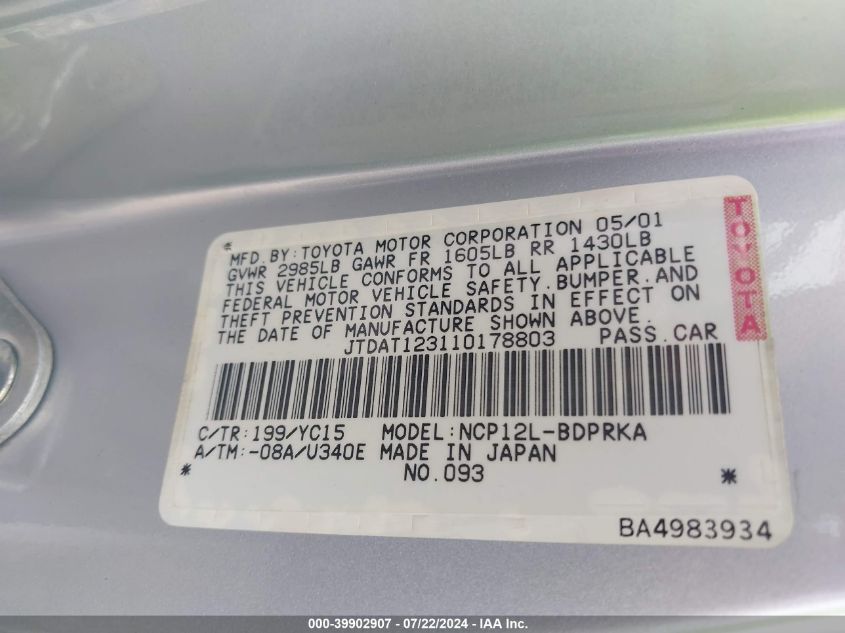 MFD. BY: TOYOTA MOTOR CORPORATION 05/01
GVWR 2985LB GAWR FR 1605LB RR 1430LB
THIS VEHICLE CONFORMS TO ALL APPLICABLE
FEDERAL MOTOR VEHICLE SAFETY.BUMPER.AND
THEFT PREVENTION STANDARDS IN EFFECT ON
THE DATE OF MANUFACTURE SHOWN ABOVE.
JTDAT123110178803 PASS.CAR
TOYOTA
C/TR:199/YC15 MODEL:NCP12L-BDPRKA
A/TM:-08A/U340E MADE IN JAPAN
* NO.093 *
BA4983934
000-39902907 - 07/22/2024 - IAA Inc.